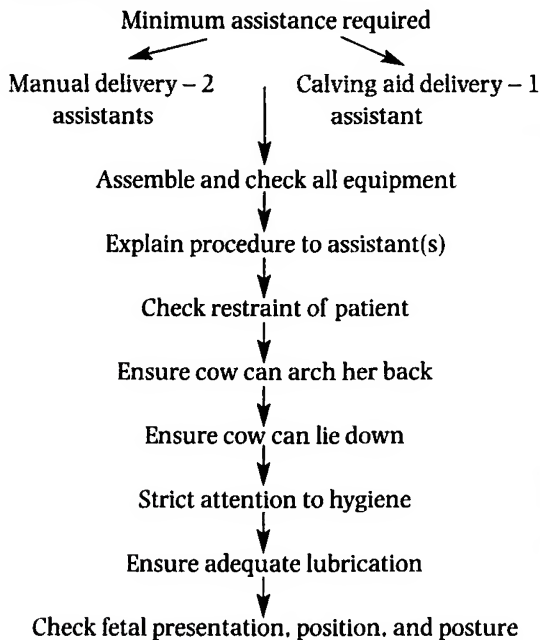 Minimum assistance required
Manual delivery – 2
assistants
Calving aid delivery – 1
assistant
Assemble and check all equipment
Explain procedure to assistant(s)
Check restraint of patient
Ensure cow can arch her back
Ensure cow can lie down
Strict attention to hygiene
Ensure adequate lubrication
Check fetal presentation, position, and posture